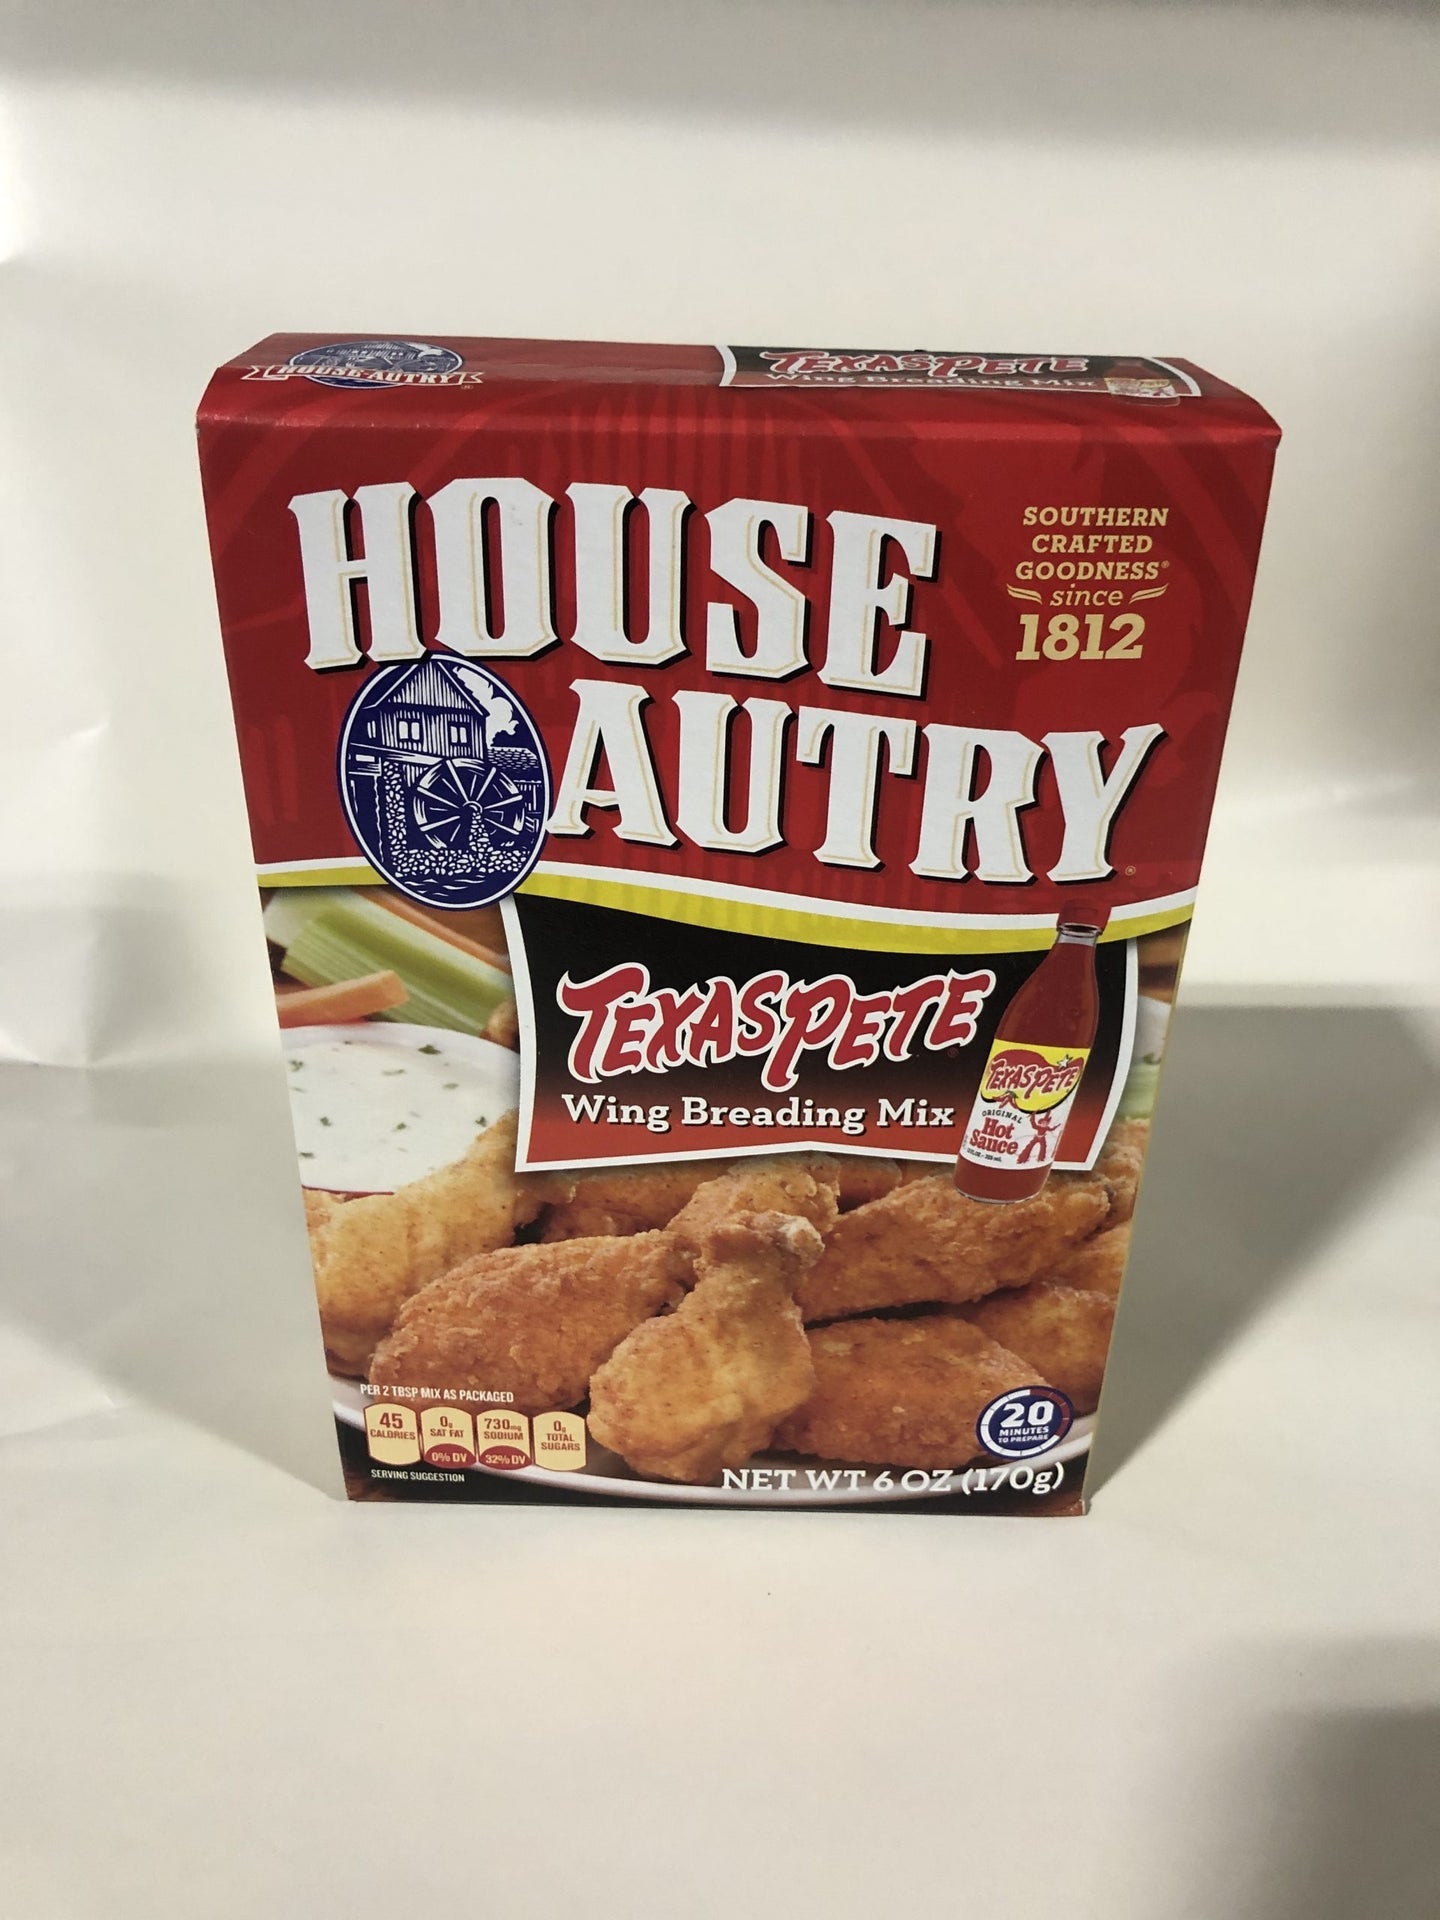 HOUSE-AUTRY
TEXAS PETE
Wing Breading Mix
HOUSE
AUTRY
SOUTHERN
CRAFTED
GOODNESS®
since
1812
TEXAS PETE
Wing Breading Mix
TEXAS PETE
ORIGINAL
Hot
Sauce
PER 2 TBSP MIX AS PACKAGED
45
CALORIES
0g
SAT FAT
0% DV
730mg
SODIUM
32% DV
0g
TOTAL
SUGARS
SERVING SUGGESTION
20
MINUTES
TO PREPARE
NET WT 6 OZ (170g)